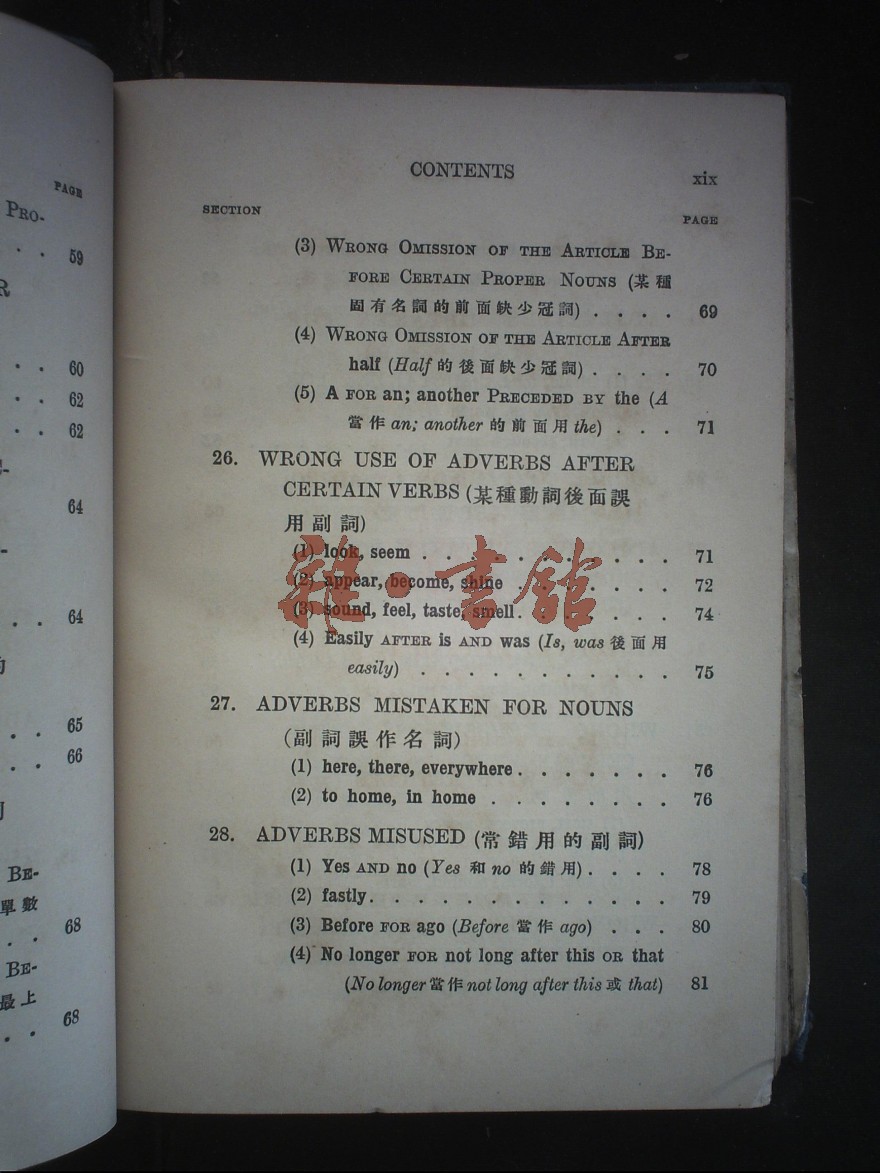 PAGE
PRO-
. . 59
R
. . 60
. . 62
. . 62
64
. . 64
. . 65
. . 66
BE-
單數
. . 68
BE-
最上
. . 68
CONTENTS xix
SECTION PAGE
(3) WRONG OMISSION OF THE ARTICLE BE-
FORE CERTAIN PROPER NOUNS (某種
固有名詞的前面缺少冠詞) . . . . 69
(4) WRONG OMISSION OF THE ARTICLE AFTER
half (Half 的後面缺少冠詞) . . . . 70
(5) A FOR an; another PRECEDED BY the (A
當作 an; another 的前面用 the) . . . 71
26. WRONG USE OF ADVERBS AFTER
CERTAIN VERBS (某種動詞後面誤
用副詞)
(1) look, seem . . . . . . . . . . . 71
(2) appear, become, shine . . . . . . . 72
(3) sound, feel, taste, smell . . . . . . . 74
(4) Easily AFTER is AND was (Is, was 後面用
easily) . . . . . . . . . . . 75
27. ADVERBS MISTAKEN FOR NOUNS
(副詞誤作名詞)
(1) here, there, everywhere . . . . . . . 76
(2) to home, in home . . . . . . . . 76
28. ADVERBS MISUSED (常錯用的副詞)
(1) Yes AND no (Yes 和 no 的錯用) . . . . 78
(2) fastly. . . . . . . . . . . . . 79
(3) Before FOR ago (Before 當作 ago) . . . 80
(4) No longer FOR not long after this OR that
(No longer 當作 not long after this 或 that) 81
雜·書館